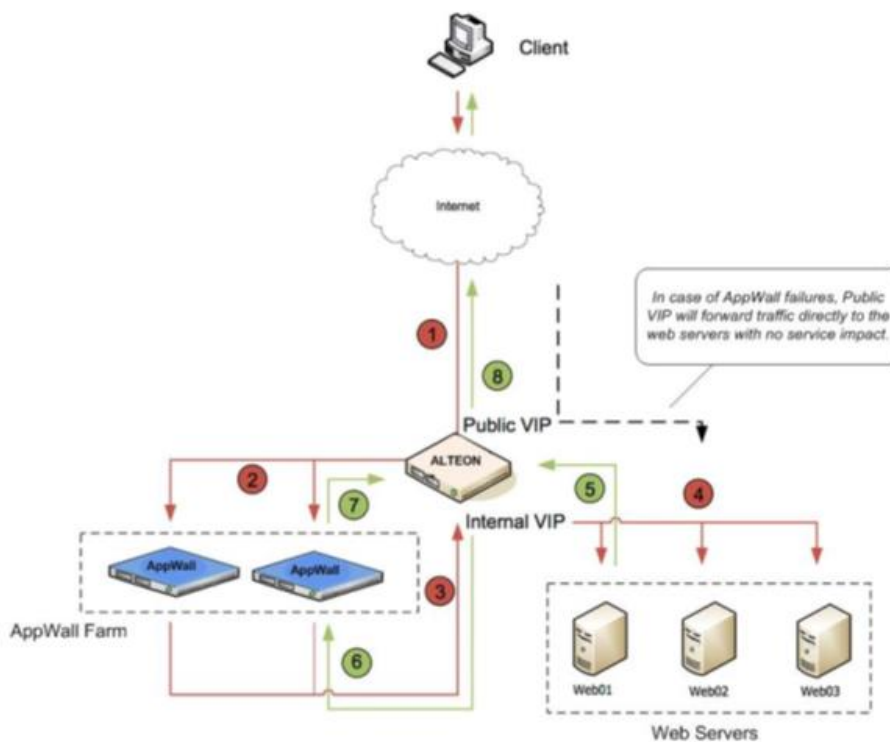 Client
Internet
In case of AppWall failures, Public
VIP will forward traffic directly to the
web servers with no service impact.
1
8
Public VIP
ALTEON
2
7
5
4
Internal VIP
AppWall
AppWall
3
AppWall Farm
6
Web01
Web02
Web03
Web Servers